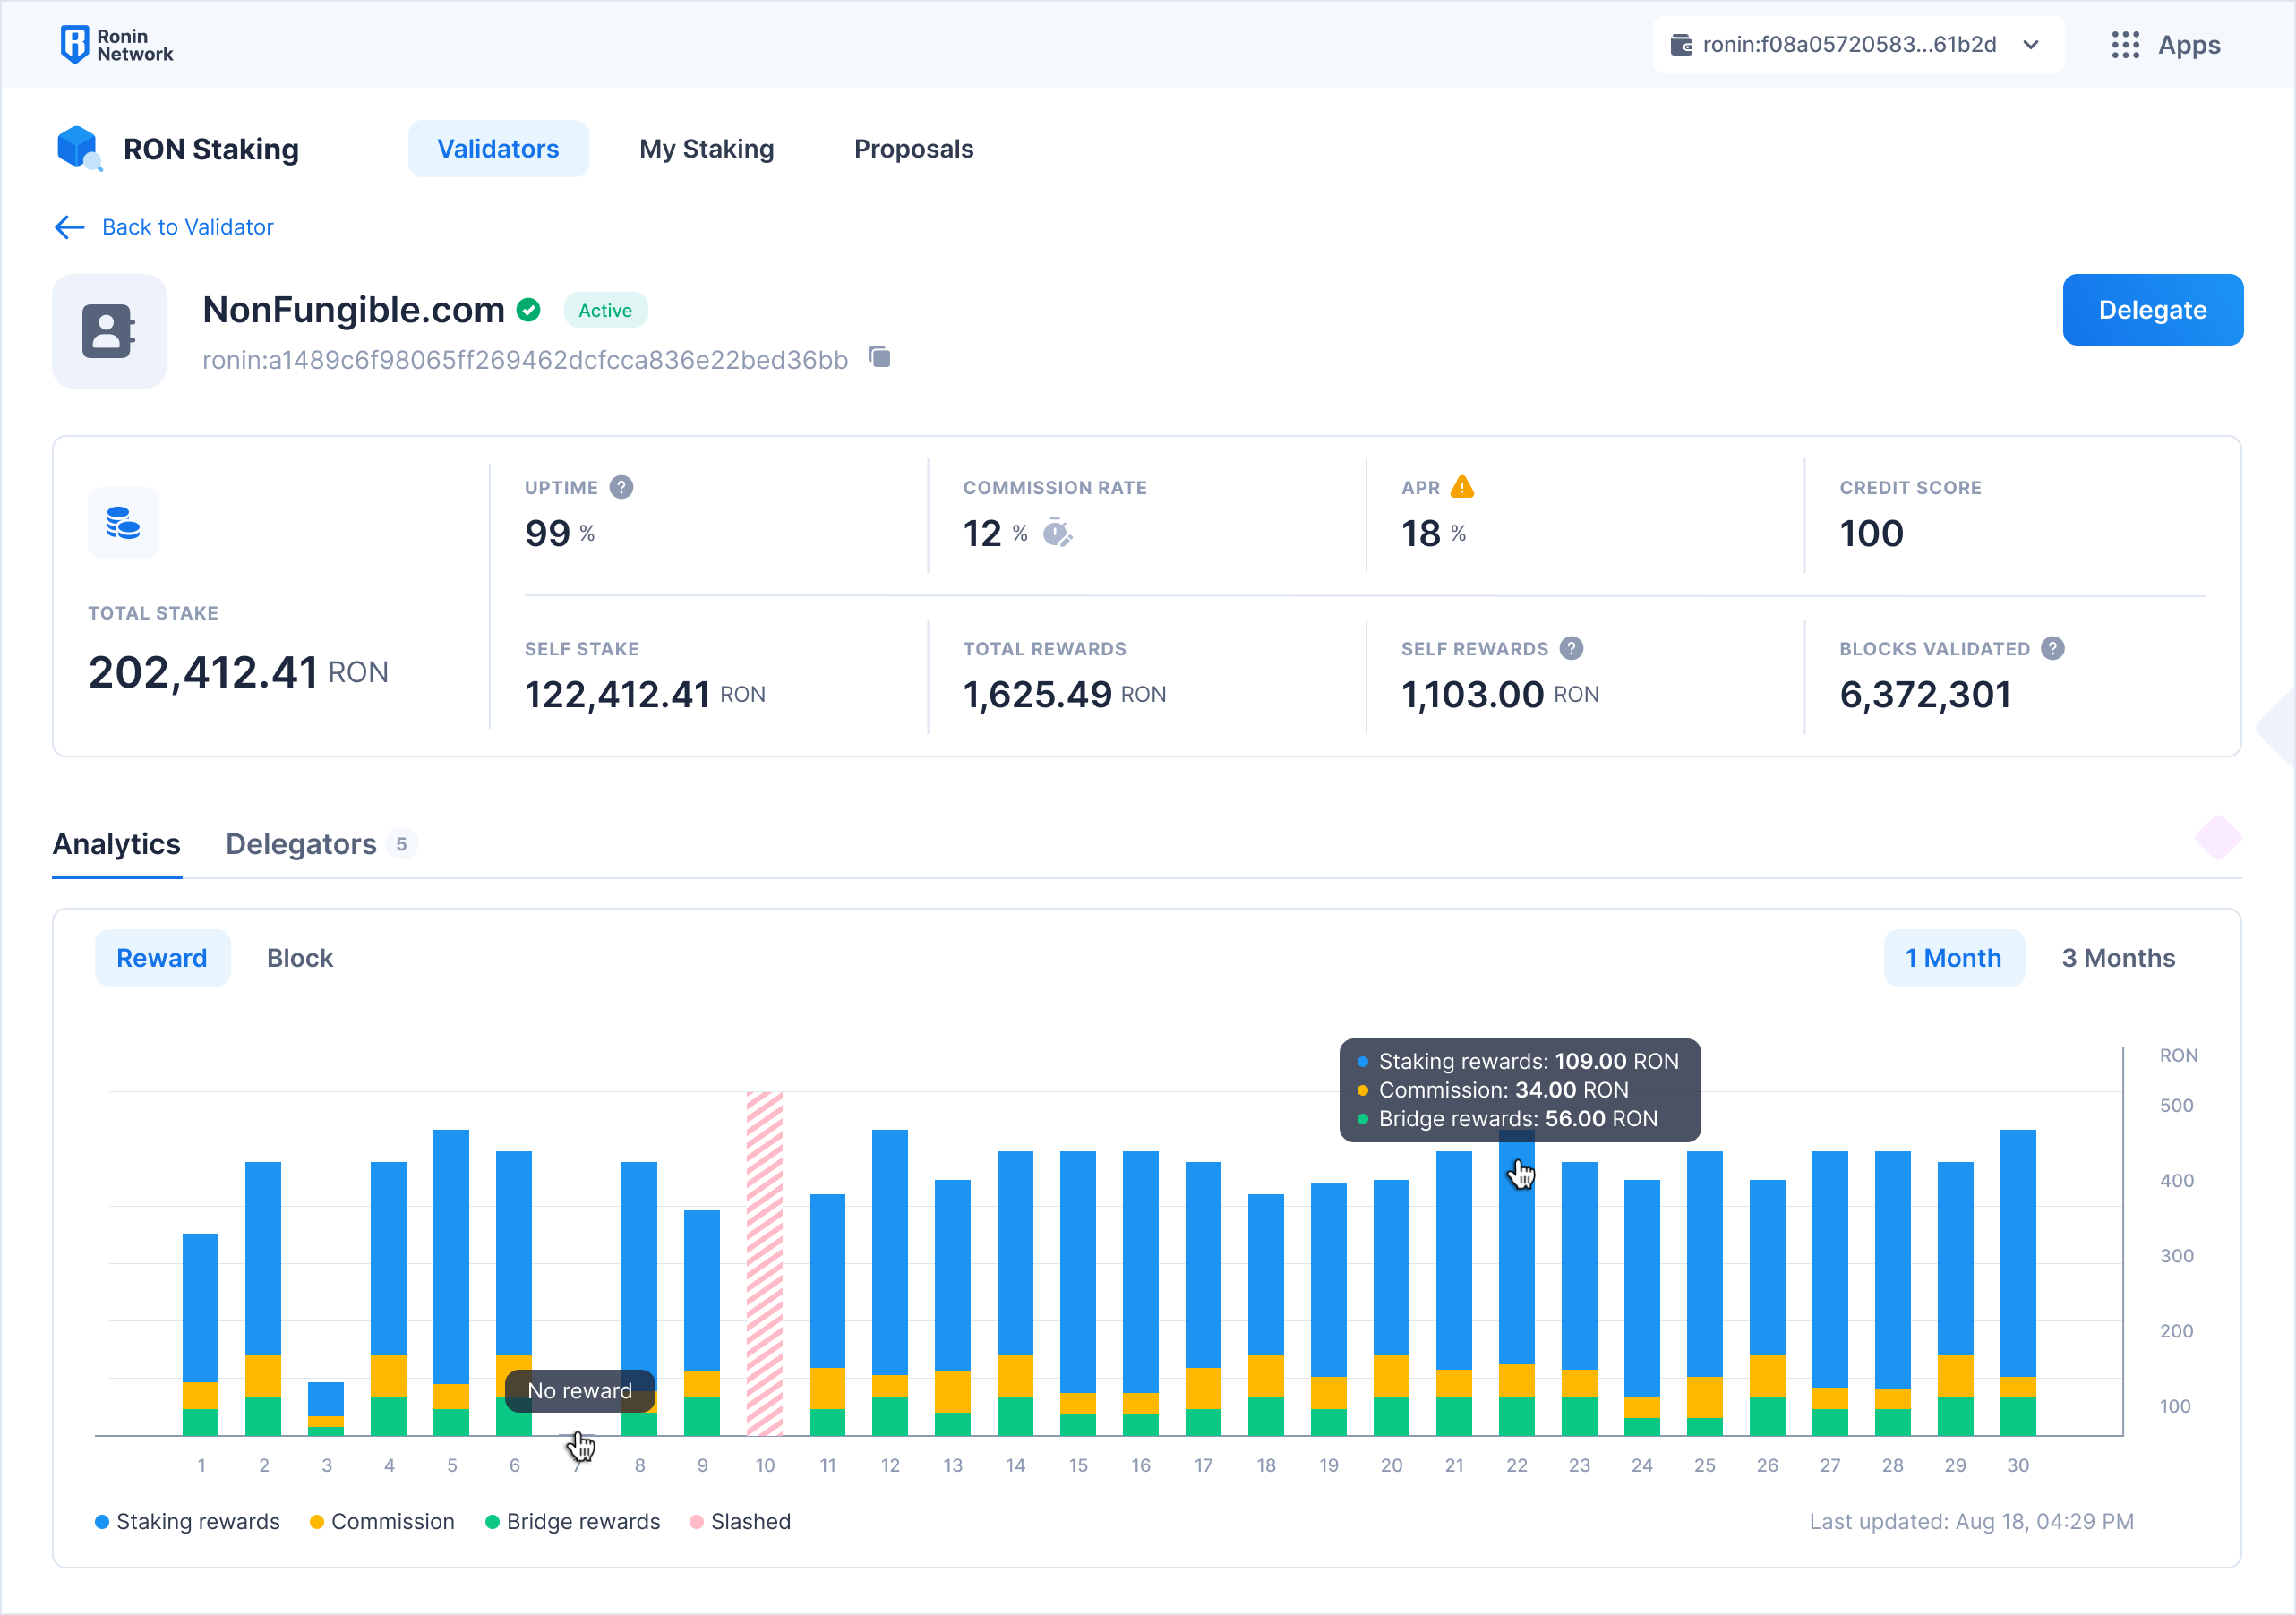 Ronin
Network
ronin:f08a05720583...61b2d
Apps
RON Staking
Validators
My Staking
Proposals
Back to Validator
NonFungible.com
Active
Delegate
ronin:a1489c6f98065ff269462dcfcca836e22bed36bb
UPTIME ?
COMMISSION RATE
APR
CREDIT SCORE
99 %
12 %
18 %
100
TOTAL STAKE
202,412.41 RON
SELF STAKE
TOTAL REWARDS
SELF REWARDS ?
BLOCKS VALIDATED ?
122,412.41 RON
1,625.49 RON
1,103.00 RON
6,372,301
Analytics
Delegators 5
Reward
Block
1 Month
3 Months
Staking rewards: 109.00 RON
Commission: 34.00 RON
Bridge rewards: 56.00 RON
RON
500
400
300
200
100
No reward
1 2 3 4 5 6 7 8 9 10 11 12 13 14 15 16 17 18 19 20 21 22 23 24 25 26 27 28 29 30
Staking rewards
Commission
Bridge rewards
Slashed
Last updated: Aug 18, 04:29 PM